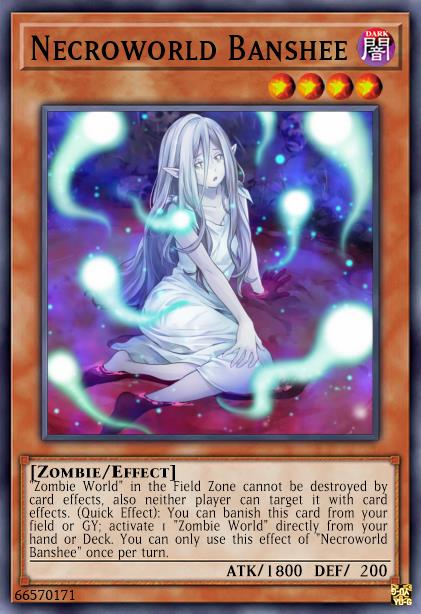 Necroworld Banshee
DARK
闇
[Zombie/Effect]
"Zombie World" in the Field Zone cannot be destroyed by
card effects, also neither player can target it with card
effects. (Quick Effect): You can banish this card from your
field or GY; activate 1 "Zombie World" directly from your
hand or Deck. You can only use this effect of "Necroworld
Banshee" once per turn.
ATK/1800 DEF/ 200
66570171